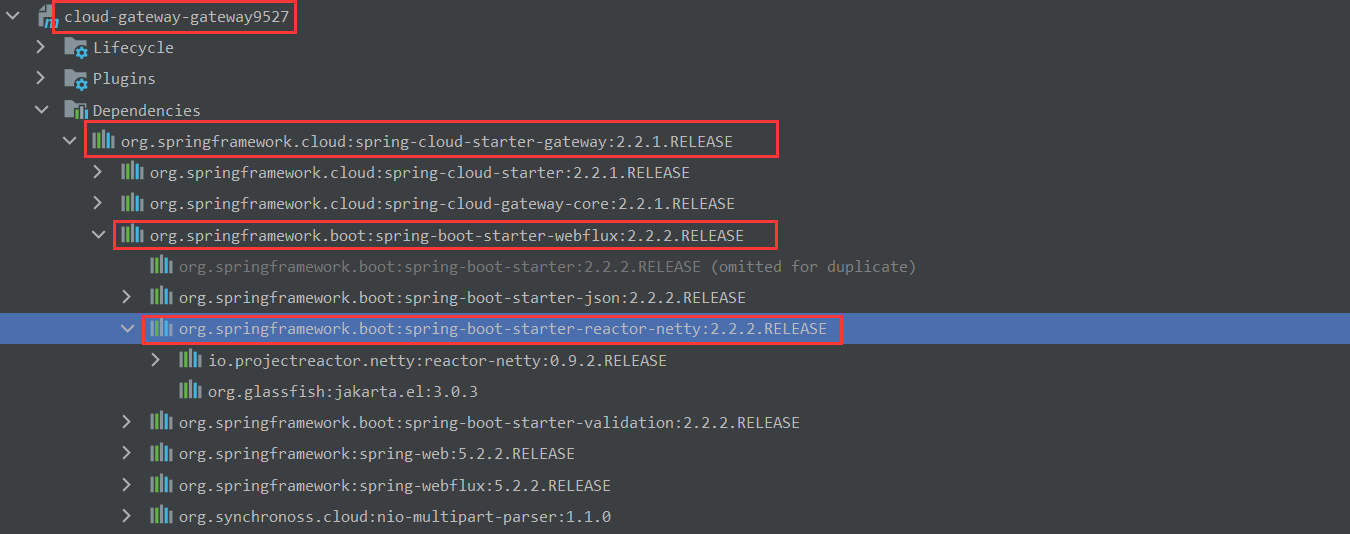 cloud-gateway-gateway9527
Lifecycle
Plugins
Dependencies
org.springframework.cloud:spring-cloud-starter-gateway:2.2.1.RELEASE
org.springframework.cloud:spring-cloud-starter:2.2.1.RELEASE
org.springframework.cloud:spring-cloud-gateway-core:2.2.1.RELEASE
org.springframework.boot:spring-boot-starter-webflux:2.2.2.RELEASE
org.springframework.boot:spring-boot-starter:2.2.2.RELEASE (omitted for duplicate)
org.springframework.boot:spring-boot-starter-json:2.2.2.RELEASE
org.springframework.boot:spring-boot-starter-reactor-netty:2.2.2.RELEASE
io.projectreactor.netty:reactor-netty:0.9.2.RELEASE
org.glassfish:jakarta.el:3.0.3
org.springframework.boot:spring-boot-starter-validation:2.2.2.RELEASE
org.springframework:spring-web:5.2.2.RELEASE
org.springframework:spring-webflux:5.2.2.RELEASE
org.synchronoss.cloud:nio-multipart-parser:1.1.0